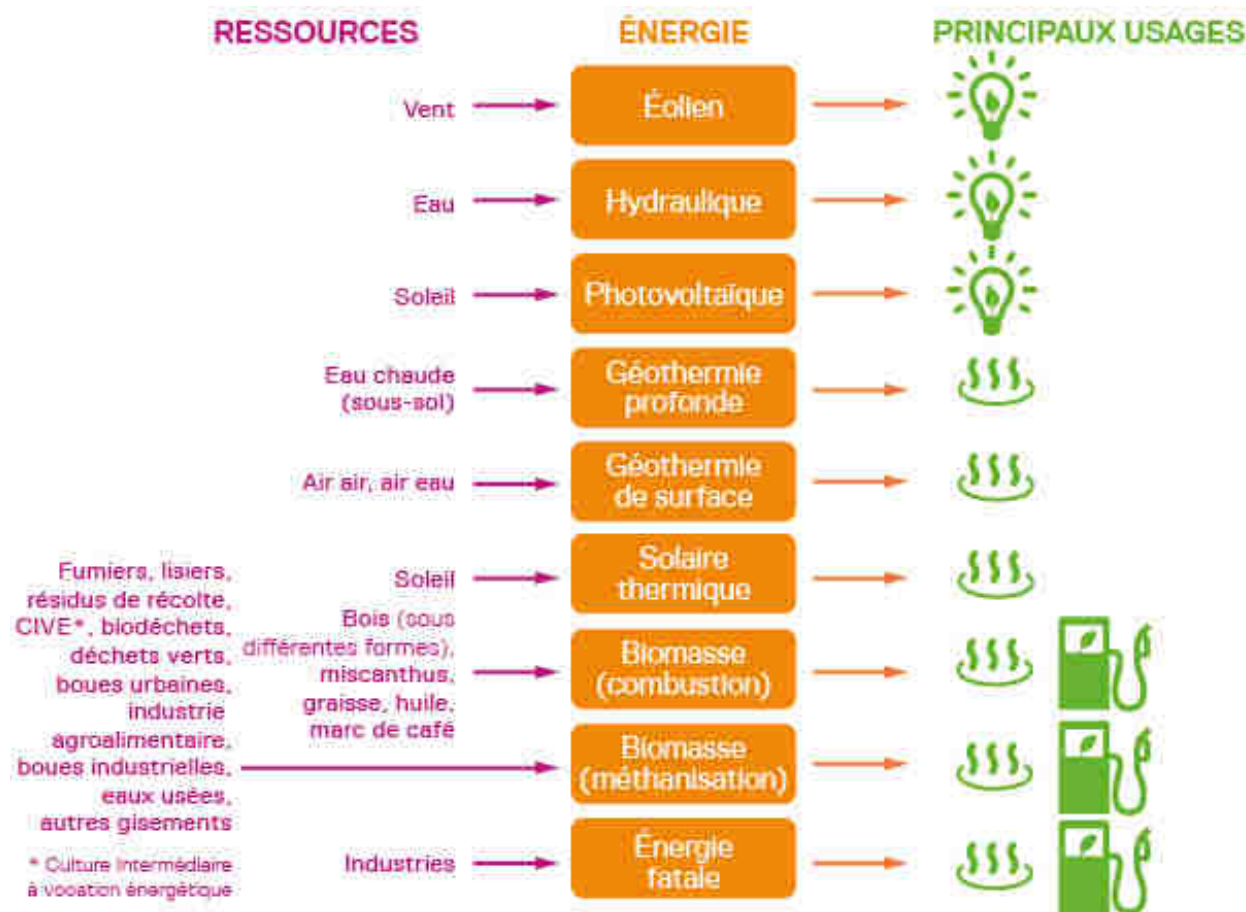 RESSOURCES
ÉNERGIE
PRINCIPAUX USAGES
Vent
Éolien
Eau
Hydraulique
Soleil
Photovoltaïque
Eau chaude
(sous-sol)
Géothermie
profonde
Air air, air eau
Géothermie
de surface
Soleil
Solaire
thermique
Bois (sous
différentes formes),
miscanthus,
graisse, huile,
marc de café
Biomasse
(combustion)
Fumiers, lisiers,
résidus de récolte,
CIVE*, biodéchets,
déchets verts,
boues urbaines,
industrie
agroalimentaire,
boues industrielles,
eaux usées,
autres gisements
Biomasse
(méthanisation)
Industries
Énergie
fatale
* Culture Intermédiaire
à vocation énergétique